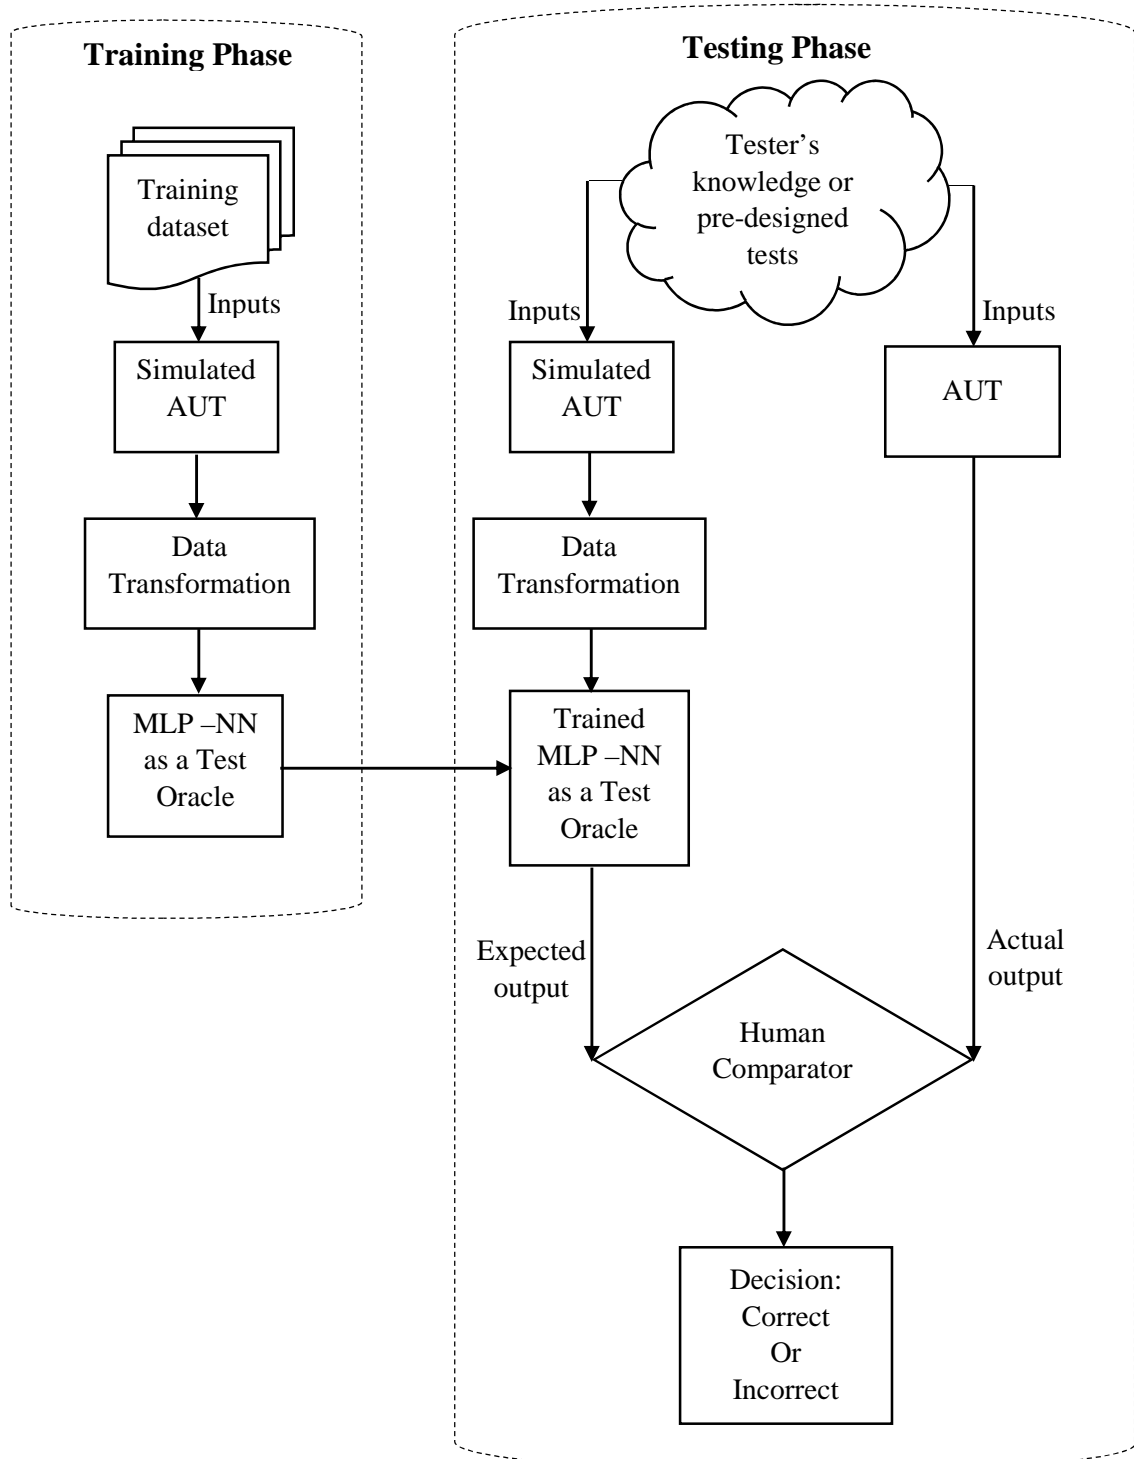 Training Phase
Training
dataset
Inputs
Simulated
AUT
Data
Transformation
MLP –NN
as a Test
Oracle
Testing Phase
Tester’s
knowledge or
pre-designed
tests
Inputs
Inputs
Simulated
AUT
AUT
Data
Transformation
Trained
MLP –NN
as a Test
Oracle
Expected
output
Actual
output
Human
Comparator
Decision:
Correct
Or
Incorrect